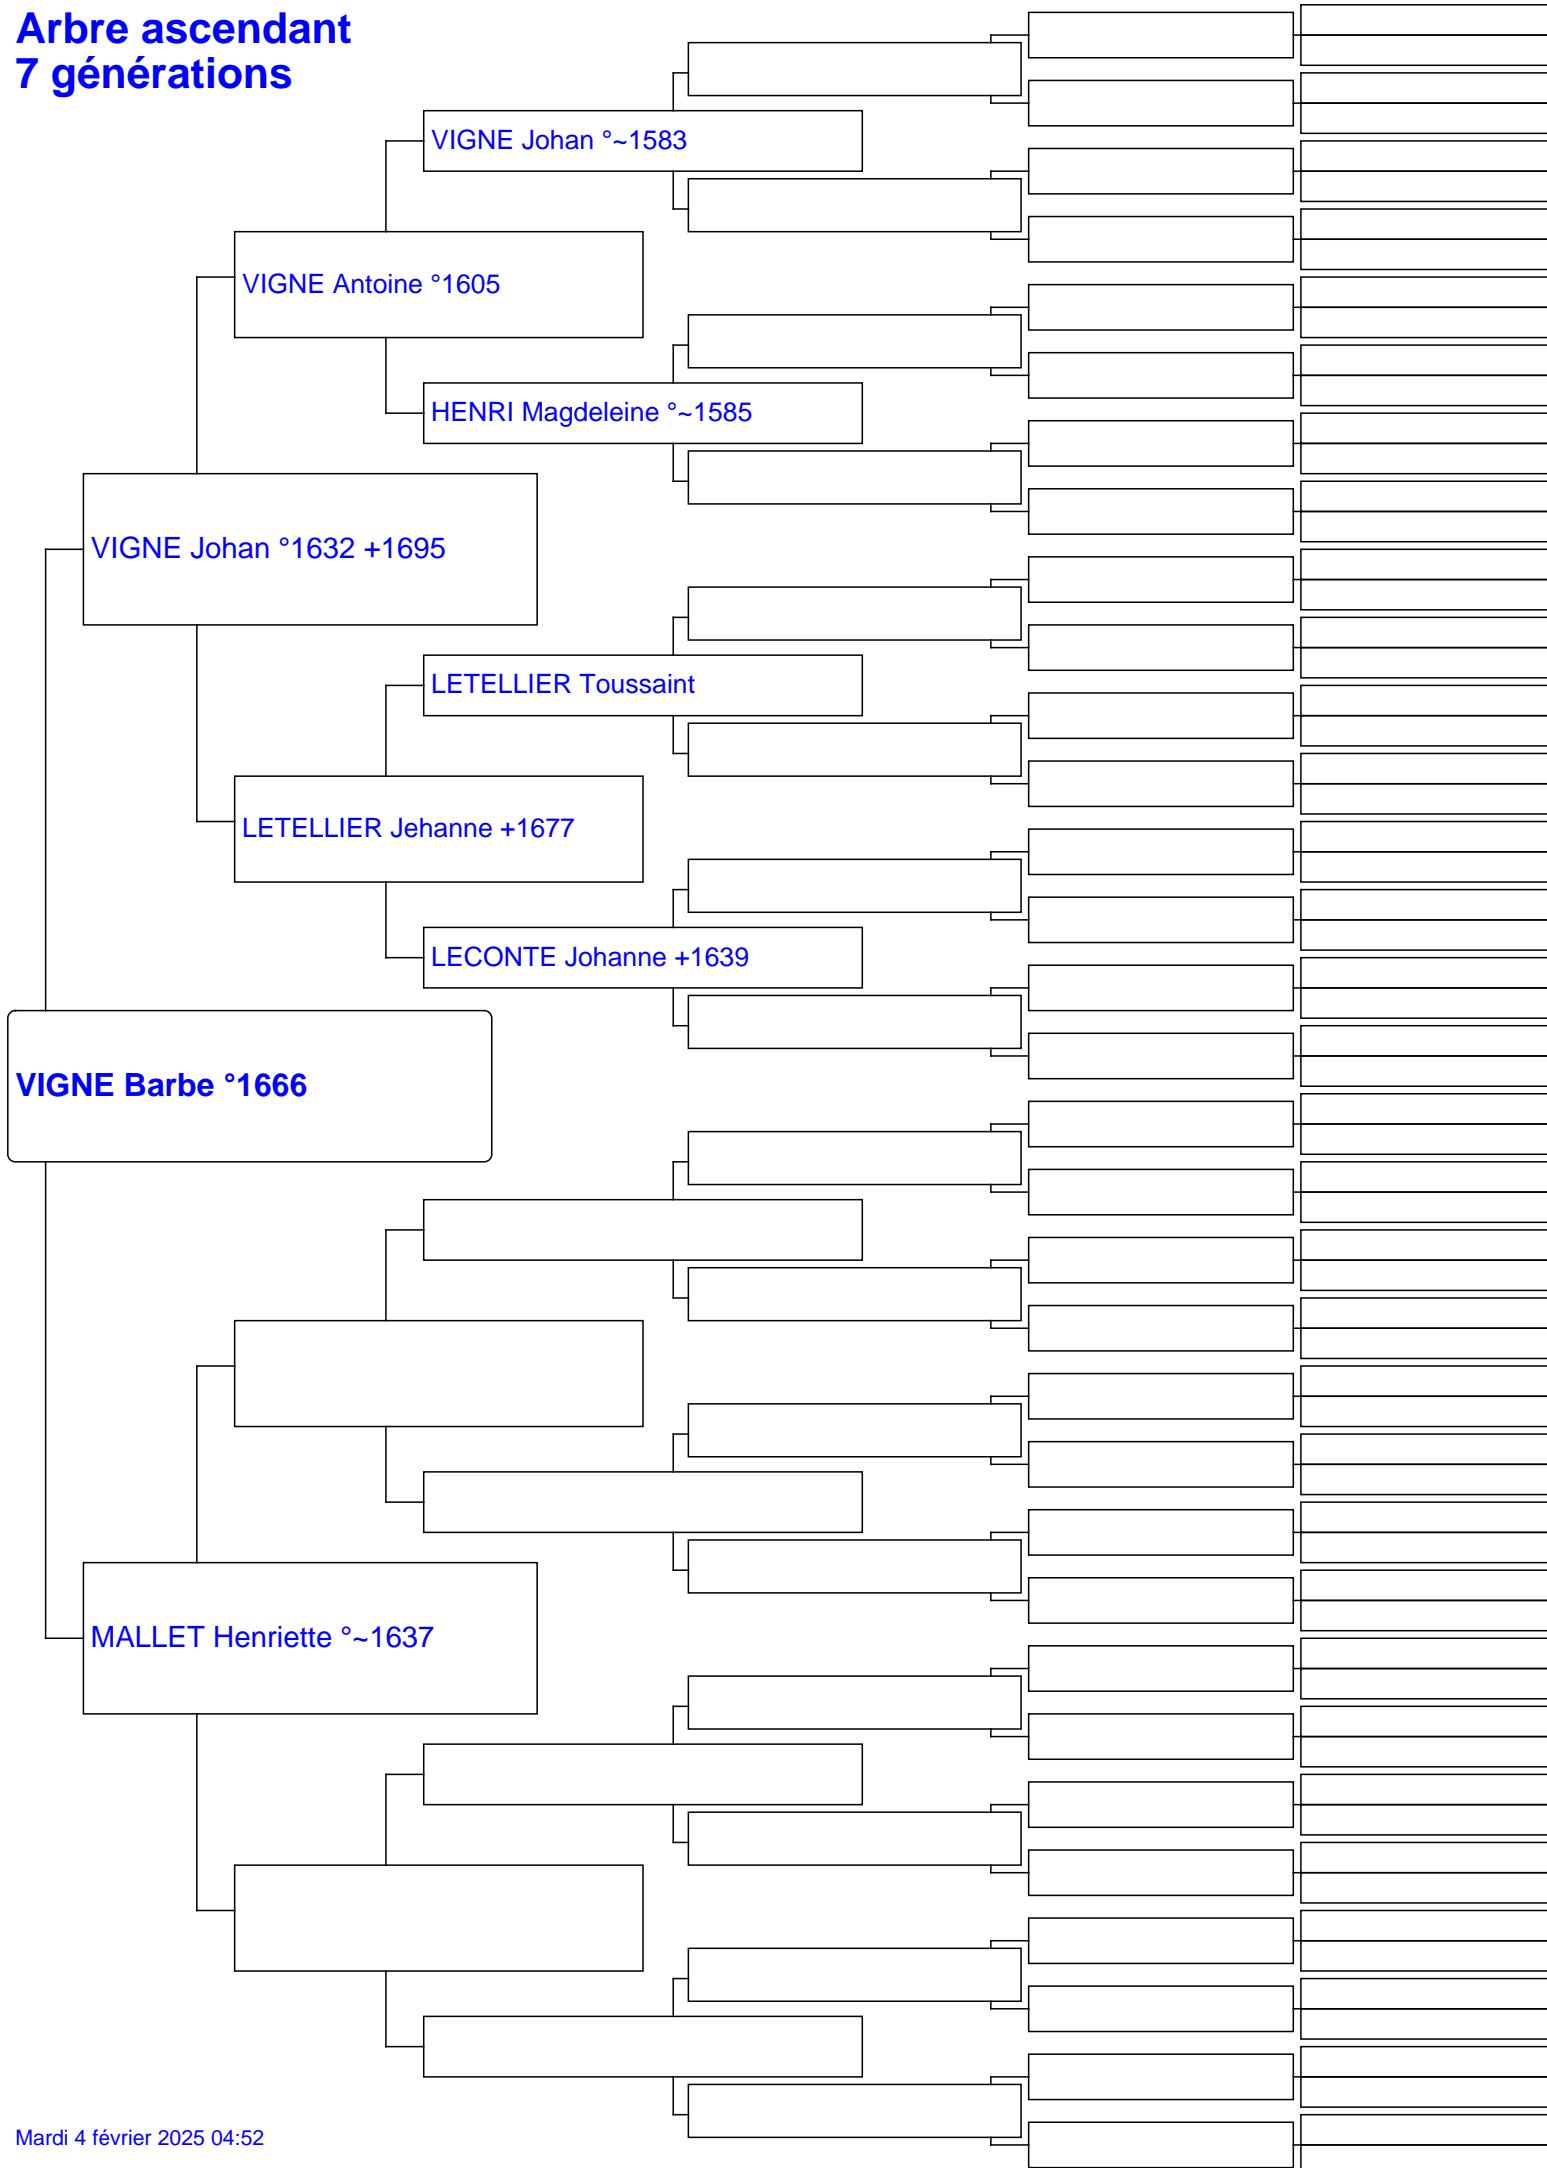 Arbre ascendant
7 générations
VIGNE Johan °~1583
VIGNE Antoine °1605
HENRI Magdeleine °~1585
VIGNE Johan °1632 +1695
LETELLIER Toussaint
LETELLIER Jehanne +1677
LECONTE Johanne +1639
VIGNE Barbe °1666
MALLET Henriette °~1637
Mardi 4 février 2025 04:52